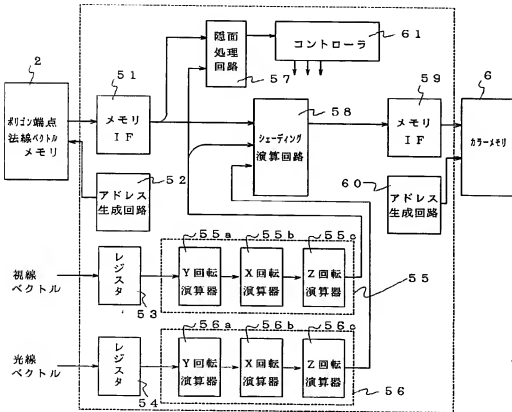 隠面
処理
回路
57
コントローラ
61
2
ポリゴン端点
法線ベクトル
メモリ
51
メモリ
IF
58
シェーディング
演算回路
59
メモリ
IF
6
カラーメモリ
52
アドレス
生成回路
60
アドレス
生成回路
視線
ベクトル
レジスタ
53
55a
Y回転
演算器
55b
X回転
演算器
55c
Z回転
演算器
55
光線
ベクトル
レジスタ
54
56a
Y回転
演算器
56b
X回転
演算器
56c
Z回転
演算器
56